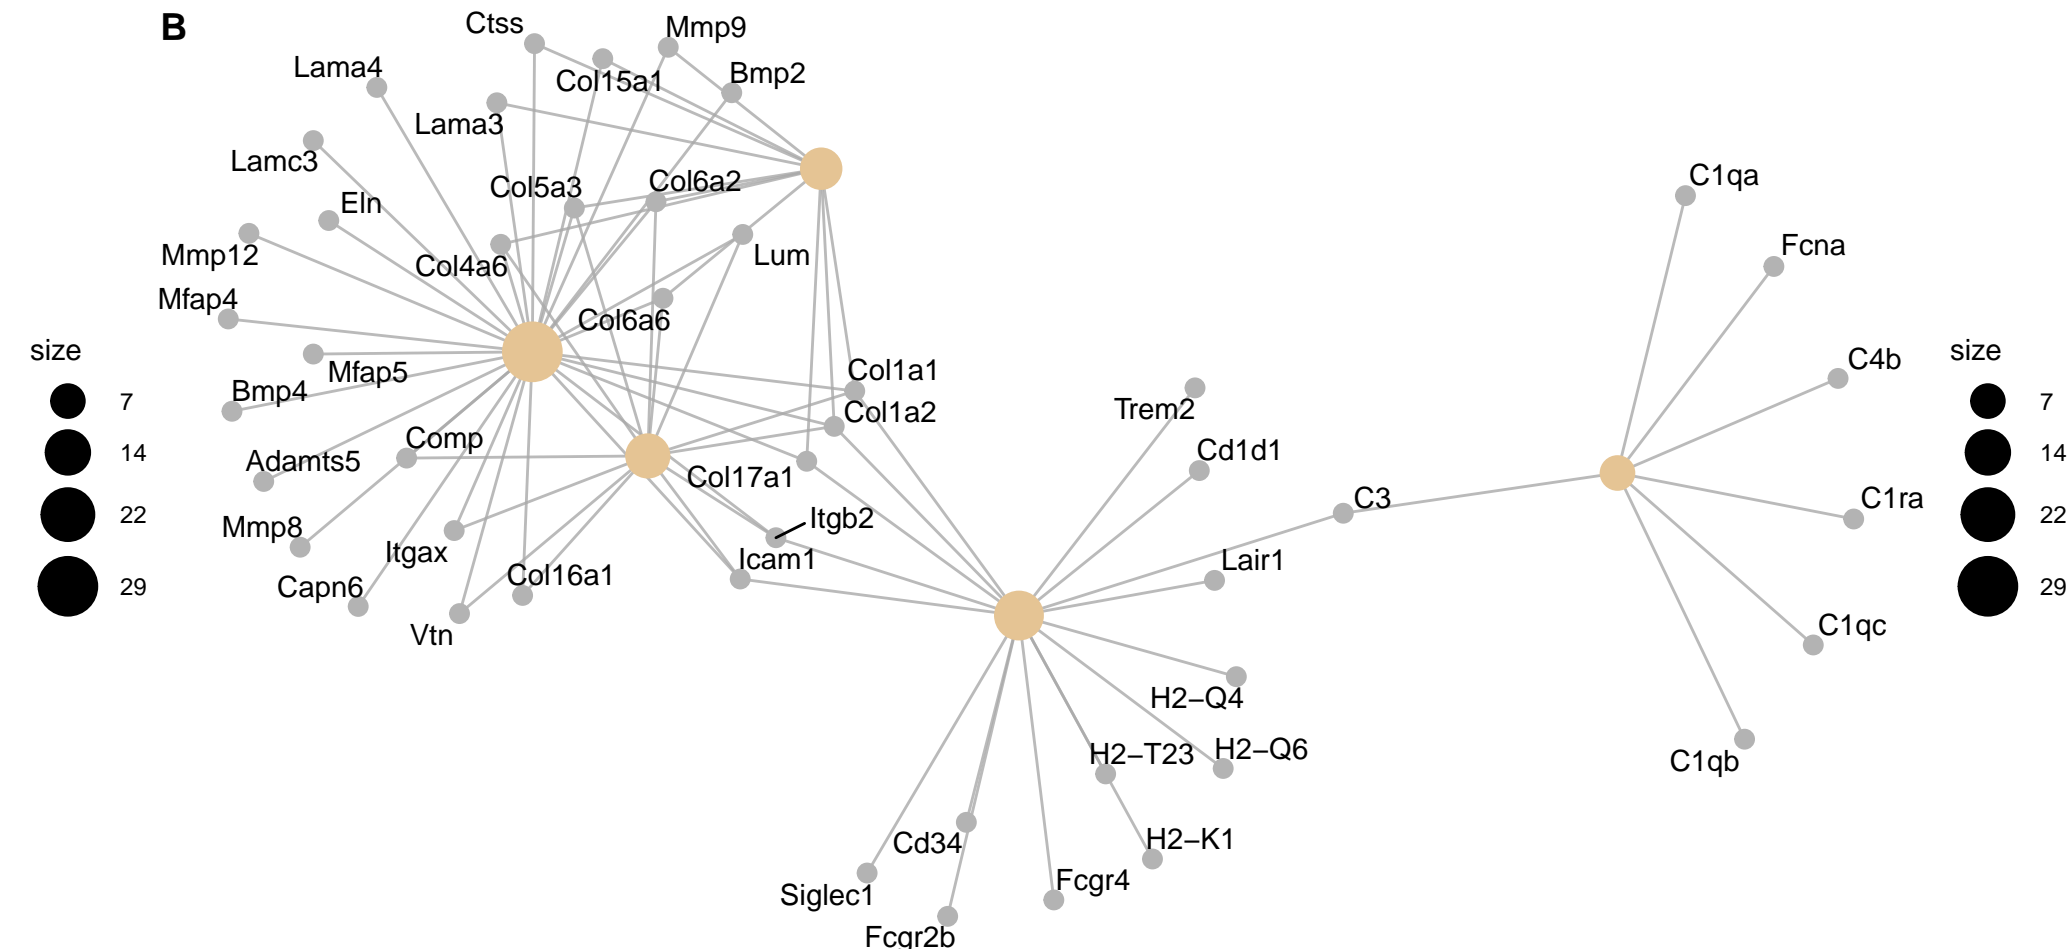 B
Ctss
Mmp9
Lama4
Col15a1
Bmp2
Lama3
Lamc3
Col5a3
Col6a2
C1qa
Eln
Mmp12
Col4a6
Lum
Fcna
Mfap4
Col6a6
size
7
14
22
29
Mfap5
Bmp4
Col1a1
Col1a2
Trem2
C4b
size
7
14
22
29
Comp
Adamts5
Col17a1
Cd1d1
C3
C1ra
Mmp8
Itgax
Itgb2
Icam1
Lair1
Capn6
Col16a1
Vtn
C1qc
H2−Q4
H2−T23
H2−Q6
C1qb
Cd34
H2−K1
Siglec1
Fcgr4
Fcgr2b